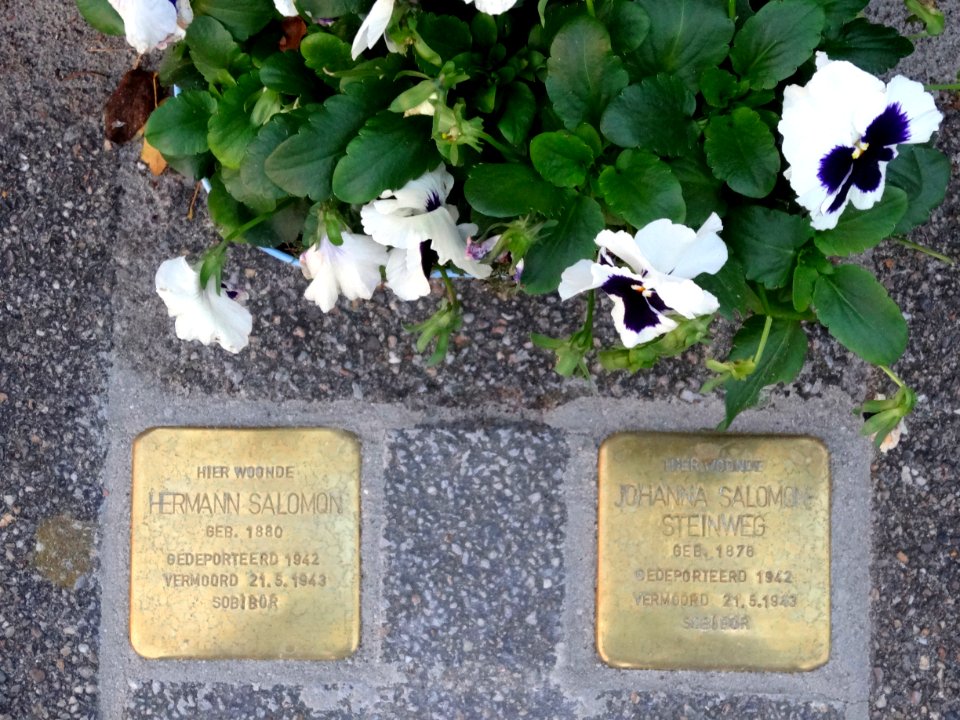 HIER WOONDE
HERMANN SALOMON
GEB. 1880
GEDEPORTEERD 1942
VERMOORD 21.5.1943
SOBIBOR
HIER WOONDE
JOHANNA SALOMON-
STEINWEG
GEB. 1876
GEDEPORTEERD 1942
VERMOORD 21.5.1943
SOBIBOR